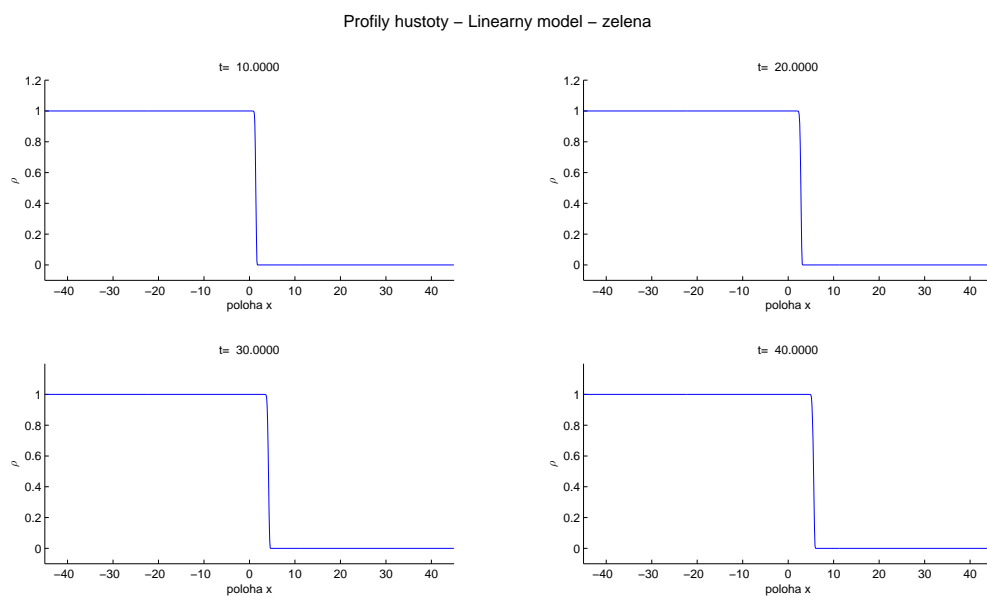 Profily hustoty – Linearny model – zelena
t= 10.0000
1.2
1
0.8
0.6
0.4
0.2
0
ρ
−40 −30 −20 −10 0 10 20 30 40
poloha x
t= 20.0000
1.2
1
0.8
0.6
0.4
0.2
0
ρ
−40 −30 −20 −10 0 10 20 30 40
poloha x
t= 30.0000
1
0.8
0.6
0.4
0.2
0
ρ
−40 −30 −20 −10 0 10 20 30 40
poloha x
t= 40.0000
1
0.8
0.6
0.4
0.2
0
ρ
−40 −30 −20 −10 0 10 20 30 40
poloha x